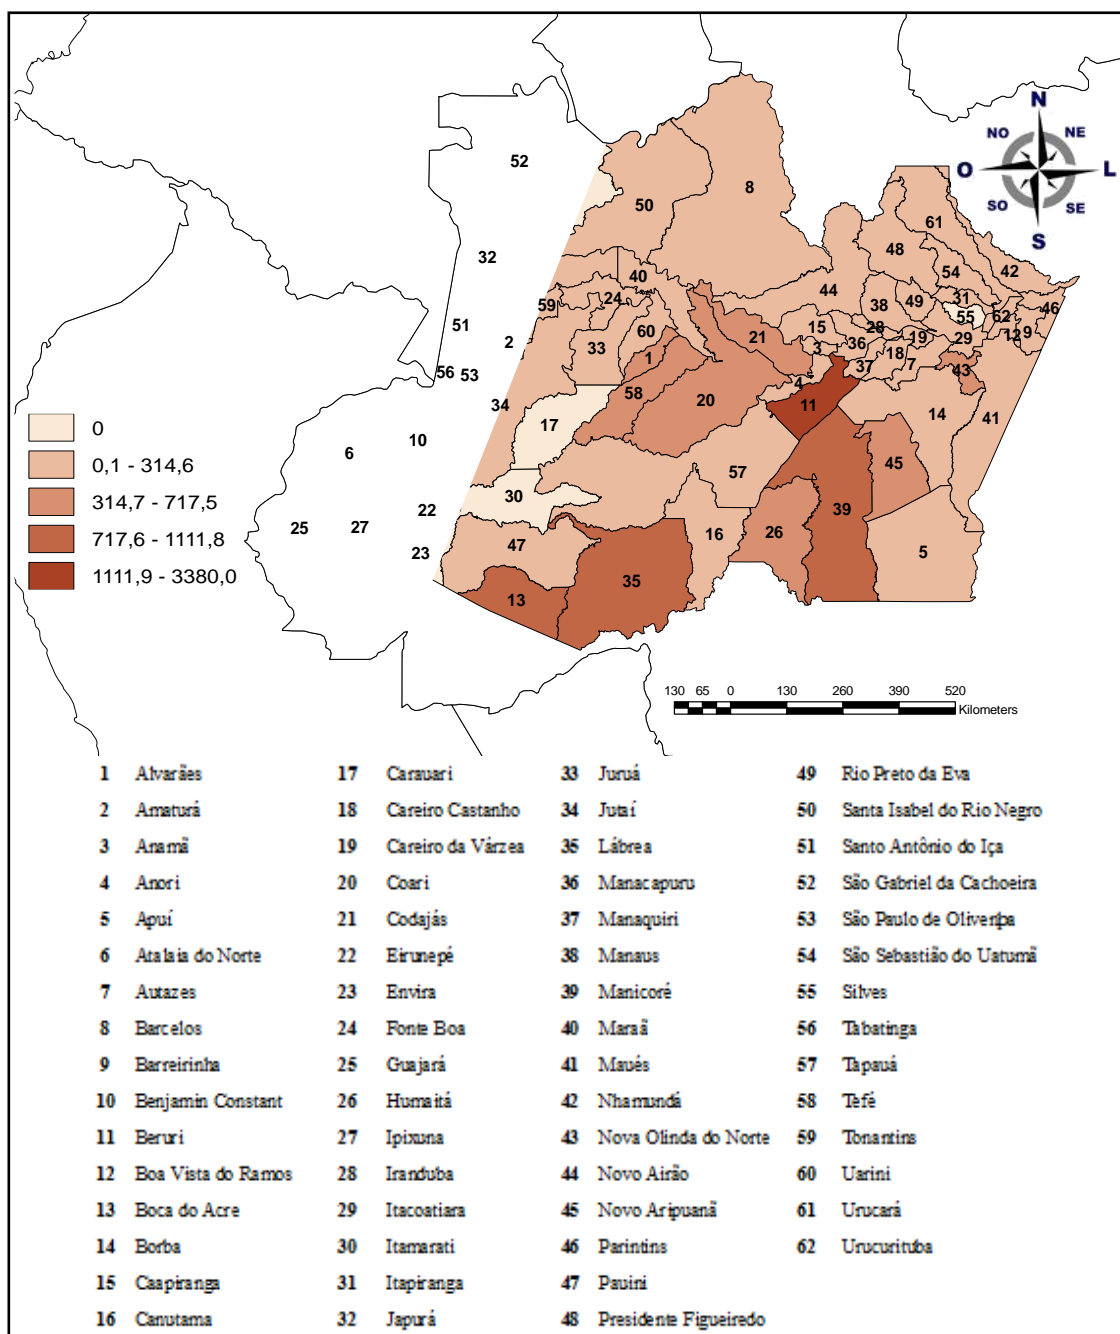 N
NO NE
O L
SO SE
S
52
8
50
61
32
48
42
54
40
44
59
24
38
49
31
46
51
60
15
28
55
62
2
33
21
3
36
19
29
12
9
1
18
7
56
53
37
43
58
20
4
34
11
14
41
17
10
6
57
45
30
22
39
25
27
16
26
47
23
5
35
13
0
0,1 - 314,6
314,7 - 717,5
717,6 - 1111,8
1111,9 - 3380,0
130 65 0 130 260 390 520
Kilometers
1 Alvarães 17 Carauari 33 Juruá 49 Rio Preto da Eva
2 Amaturá 18 Careiro Castanho 34 Jutaí 50 Santa Isabel do Rio Negro
3 Anamã 19 Careiro da Várzea 35 Lábrea 51 Santo Antônio do Iça
4 Anori 20 Coari 36 Manacapuru 52 São Gabriel da Cachoeira
5 Apuí 21 Codajás 37 Manaquiri 53 São Paulo de
6 Atalaia do Norte 22 Eirunepé 38 Manaus 54 São Sebastião do Uatumã
7 Autazes 23 Envira 39 Manicoré 55 Silves
8 Barcelos 24 Fonte Boa 40 Maraã 56 Tabatinga
9 Barreirinha 25 Guajará 41 Maués 57 Tapauá
10 Benjamin Constant 26 Humaitá 42 Nhamundá 58 Tefé
11 Beruri 27 Ipixuna 43 Nova Olinda do Norte 59 Tonantins
12 Boa Vista do Ramos 28 Iranduba 44 Novo Airão 60 Uarini
13 Boca do Acre 29 Itacoatiara 45 Novo Aripuanã 61 Urucará
14 Borba 30 Itamarati 46 Parintins 62 Urucurituba
15 Caapiranga 31 Itapiranga 47 Pauini
16 Canutama 32 Japurá 48 Presidente Figueiredo